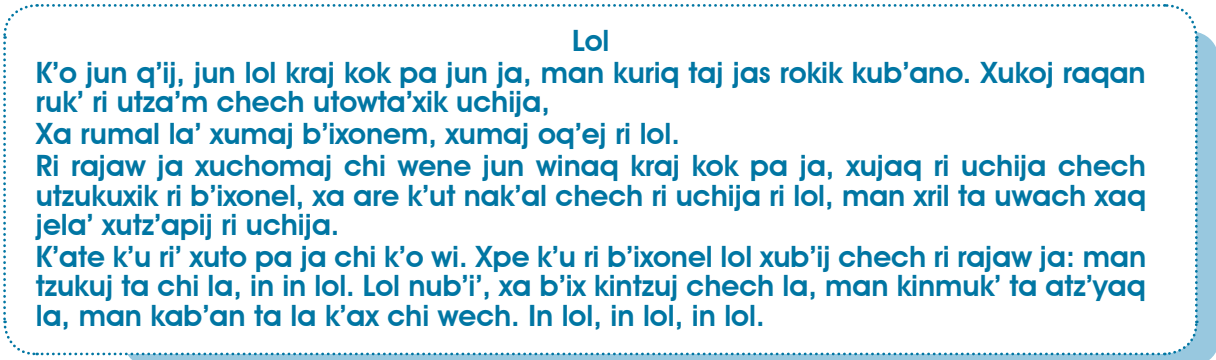 Lol
K'o jun q'ij, jun lol kraj kok pa jun ja, man kuriq taj jas rokik kub'ano. Xukoj raqan
ruk' ri utza'm chech utowta'xik uchija,
Xa rumal la' xumaj b'ixonem, xumaj oq'ej ri lol.
Ri rajaw ja xuchomaj chi wene jun winaq kraj kok pa ja, xujaq ri uchija chech
utzukuxik ri b'ixonel, xa are k'ut nak'al chech ri uchija ri lol, man xril ta uwach xaq
jela' xutz'apij ri uchija.
K'ate k'u ri' xuto pa ja chi k'o wi. Xpe k'u ri b'ixonel lol xub'ij chech ri rajaw ja: man
tzukuj ta chi la, in in lol. Lol nub'i', xa b'ix kintzuj chech la, man kinmuk' ta atz'yaq
la, man kab'an ta la k'ax chi wech. In lol, in lol, in lol.